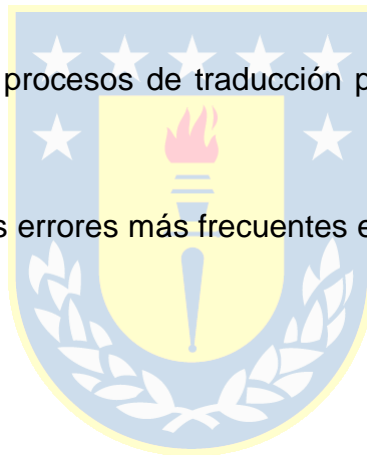 procesos de traducción p
s errores más frecuentes e